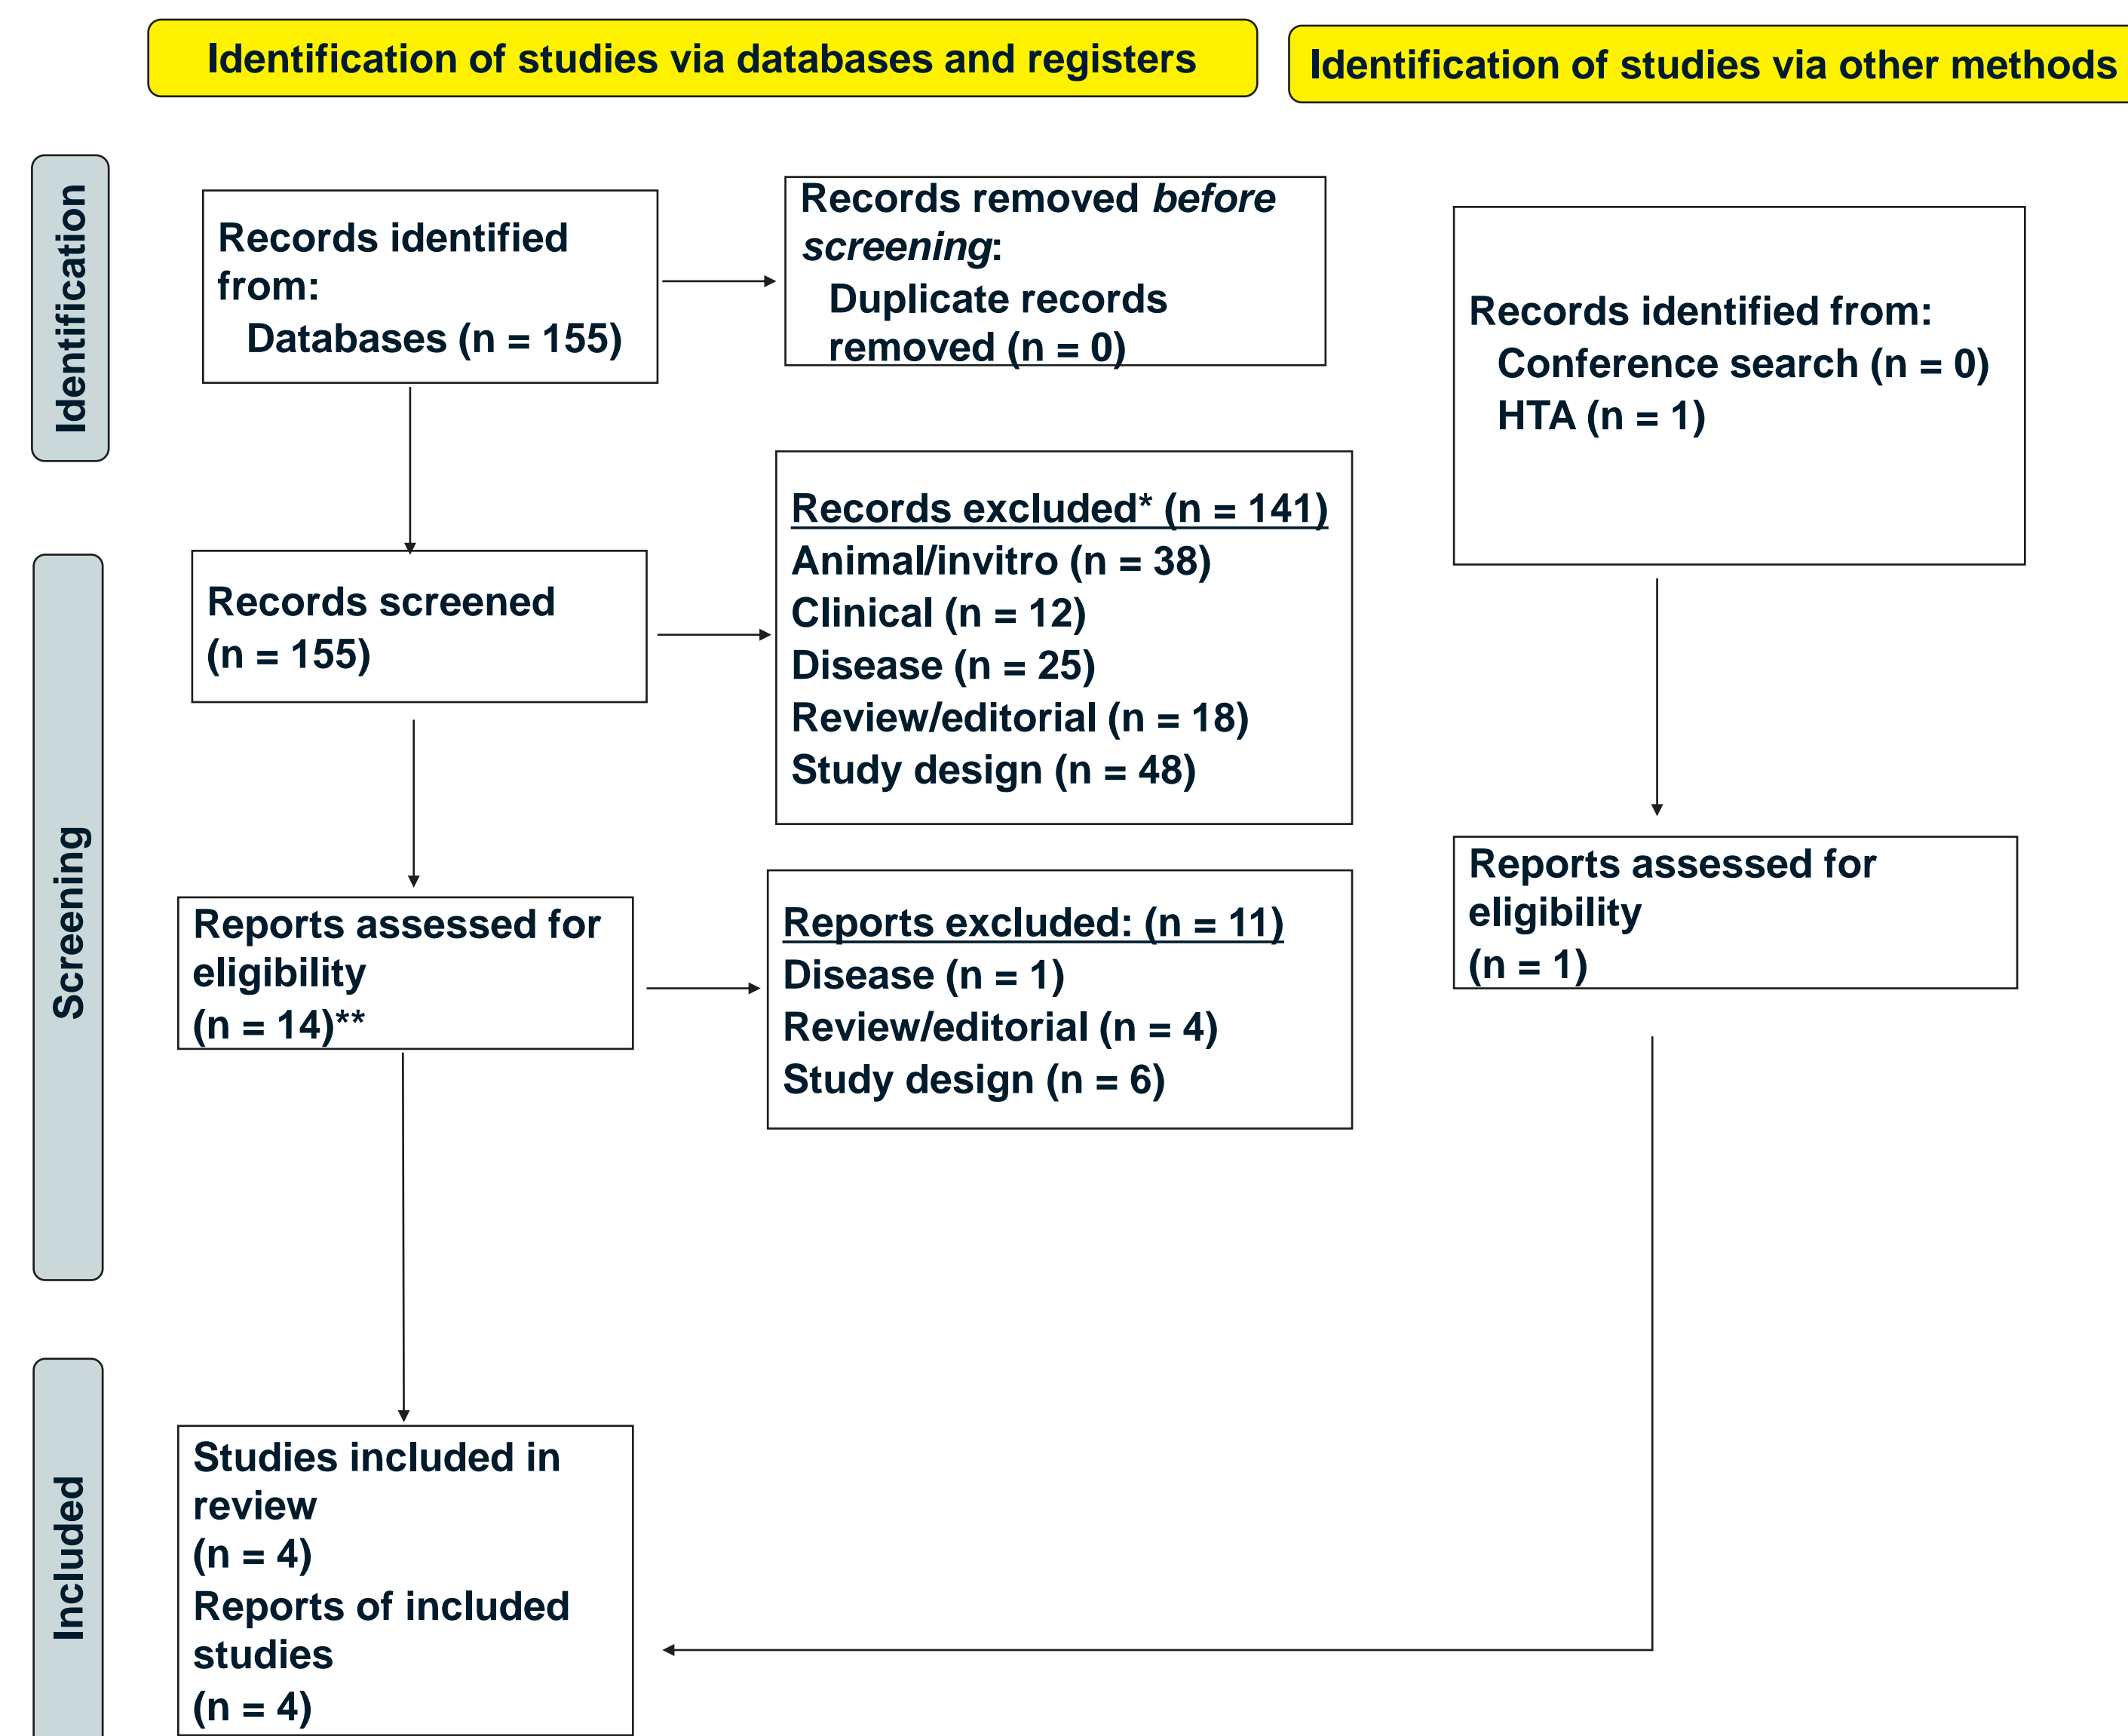 Identification of studies via databases and registers
Identification of studies via other methods
Identification
Records identified
from:
Databases (n = 155)
Records removed before
screening:
Duplicate records
removed (n = 0)
Records identified from:
Conference search (n = 0)
HTA (n = 1)
Screening
Records screened
(n = 155)
Records excluded* (n = 141)
Animal/invitro (n = 38)
Clinical (n = 12)
Disease (n = 25)
Review/editorial (n = 18)
Study design (n = 48)
Reports assessed for
eligibility
(n = 14)**
Reports excluded: (n = 11)
Disease (n = 1)
Review/editorial (n = 4)
Study design (n = 6)
Reports assessed for
eligibility
(n = 1)
Included
Studies included in
review
(n = 4)
Reports of included
studies
(n = 4)